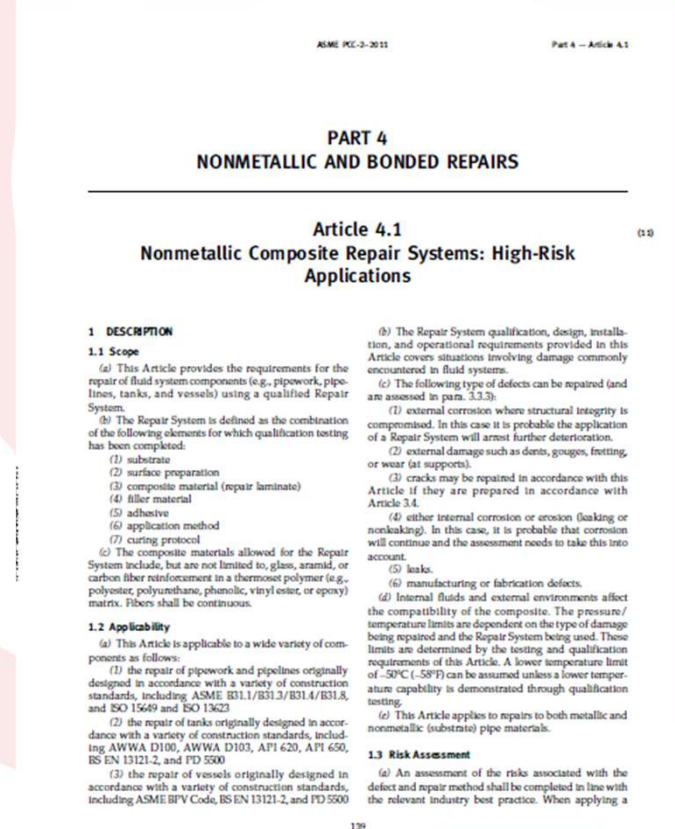 ASME PCC-2–2011
Part 4 — Article 4.1
PART 4
NONMETALLIC AND BONDED REPAIRS
Article 4.1
(11)
Nonmetallic Composite Repair Systems: High-Risk
Applications
1 DESCRIPTION
1.1 Scope
(a) This Article provides the requirements for the
repair of fluid system components (e.g., pipework, pipe-
lines, tanks, and vessels) using a qualified Repair
System.
(b) The Repair System is defined as the combination
of the following elements for which qualification testing
has been completed:
(1) substrate
(2) surface preparation
(3) composite material (repair laminate)
(4) filler material
(5) adhesive
(6) application method
(7) curing protocol
(c) The composite materials allowed for the Repair
System include, but are not limited to, glass, aramid, or
carbon fiber reinforcement in a thermoset polymer (e.g.,
polyester, polyurethane, phenolic, vinyl ester, or epoxy)
matrix. Fibers shall be continuous.
1.2 Applicability
(a) This Article is applicable to a wide variety of com-
ponents as follows:
(1) the repair of pipework and pipelines originally
designed in accordance with a variety of construction
standards, including ASME B31.1/B31.3/B31.4/B31.8,
and ISO 15649 and ISO 13623
(2) the repair of tanks originally designed in accor-
dance with a variety of construction standards, includ-
ing AWWA D100, AWWA D103, API 620, API 650,
BS EN 13121-2, and PD 5500
(3) the repair of vessels originally designed in
accordance with a variety of construction standards,
including ASME BPV Code, BS EN 13121-2, and PD 5500
(b) The Repair System qualification, design, installa-
tion, and operational requirements provided in this
Article covers situations involving damage commonly
encountered in fluid systems.
(c) The following type of defects can be repaired (and
are assessed in para. 3.3.3):
(1) external corrosion where structural integrity is
compromised. In this case it is probable the application
of a Repair System will arrest further deterioration.
(2) external damage such as dents, gouges, fretting,
or wear (at supports).
(3) cracks may be repaired in accordance with this
Article if they are prepared in accordance with
Article 3.4.
(4) either internal corrosion or erosion (leaking or
nonleaking). In this case, it is probable that corrosion
will continue and the assessment needs to take this into
account.
(5) leaks.
(6) manufacturing or fabrication defects.
(d) Internal fluids and external environments affect
the compatibility of the composite. The pressure/
temperature limits are dependent on the type of damage
being repaired and the Repair System being used. These
limits are determined by the testing and qualification
requirements of this Article. A lower temperature limit
of –50°C (–58°F) can be assumed unless a lower temper-
ature capability is demonstrated through qualification
testing.
(e) This Article applies to repairs to both metallic and
nonmetallic (substrate) pipe materials.
1.3 Risk Assessment
(a) An assessment of the risks associated with the
defect and repair method shall be completed in line with
the relevant industry best practice. When applying a
139